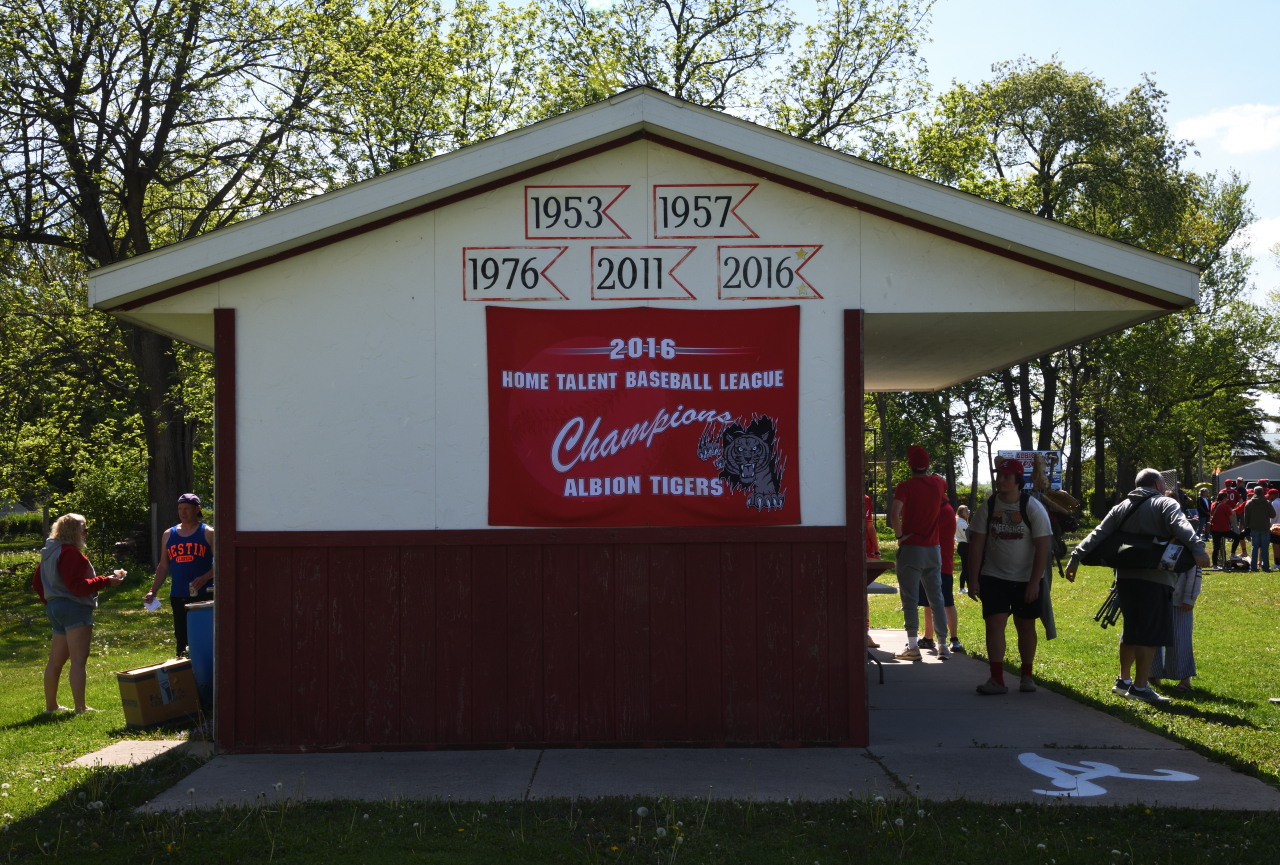 1953 1957
1976 2011 2016
2016
HOME TALENT BASEBALL LEAGUE
Champions
ALBION TIGERS
DESTIN
A